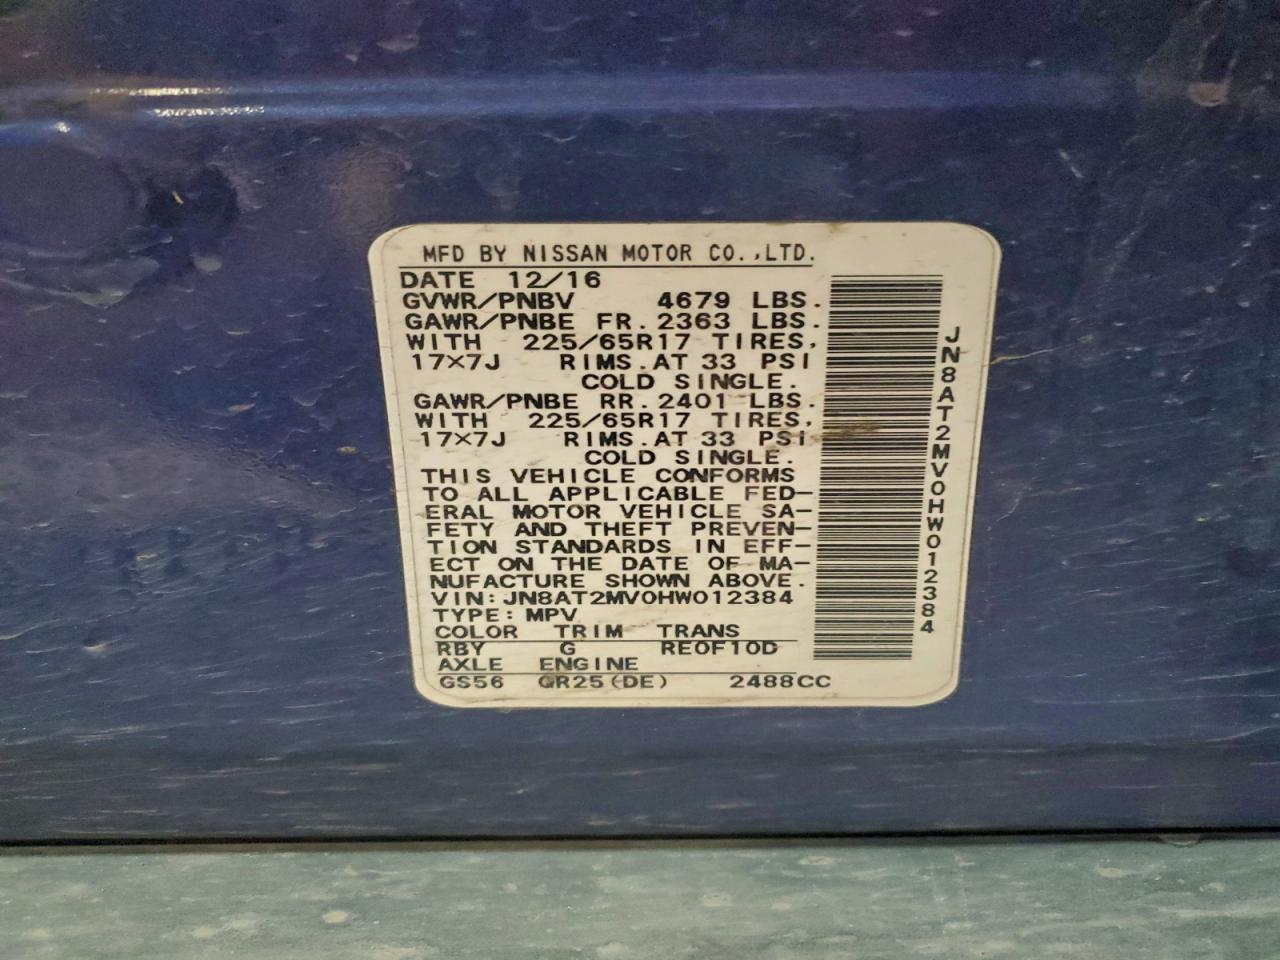 MFD BY NISSAN MOTOR CO.,LTD.
DATE 12/16
GVWR/PNBV 4679 LBS.
GAWR/PNBE FR. 2363 LBS.
WITH 225/65R17 TIRES,
17×7J RIMS.AT 33 PSI
COLD SINGLE.
GAWR/PNBE RR. 2401 LBS.
WITH 225/65R17 TIRES,
17×7J RIMS.AT 33 PSI
COLD SINGLE.
THIS VEHICLE CONFORMS
TO ALL APPLICABLE FED-
ERAL MOTOR VEHICLE SA-
FETY AND THEFT PREVEN-
TION STANDARDS IN EFF-
ECT ON THE DATE OF MA-
NUFACTURE SHOWN ABOVE.
VIN:JN8AT2MV0HW012384
TYPE:MPV
COLOR TRIM TRANS
RBY G RE0F10D
AXLE ENGINE
GS56 QR25(DE) 2488CC
JN8AT2MV0HW012384